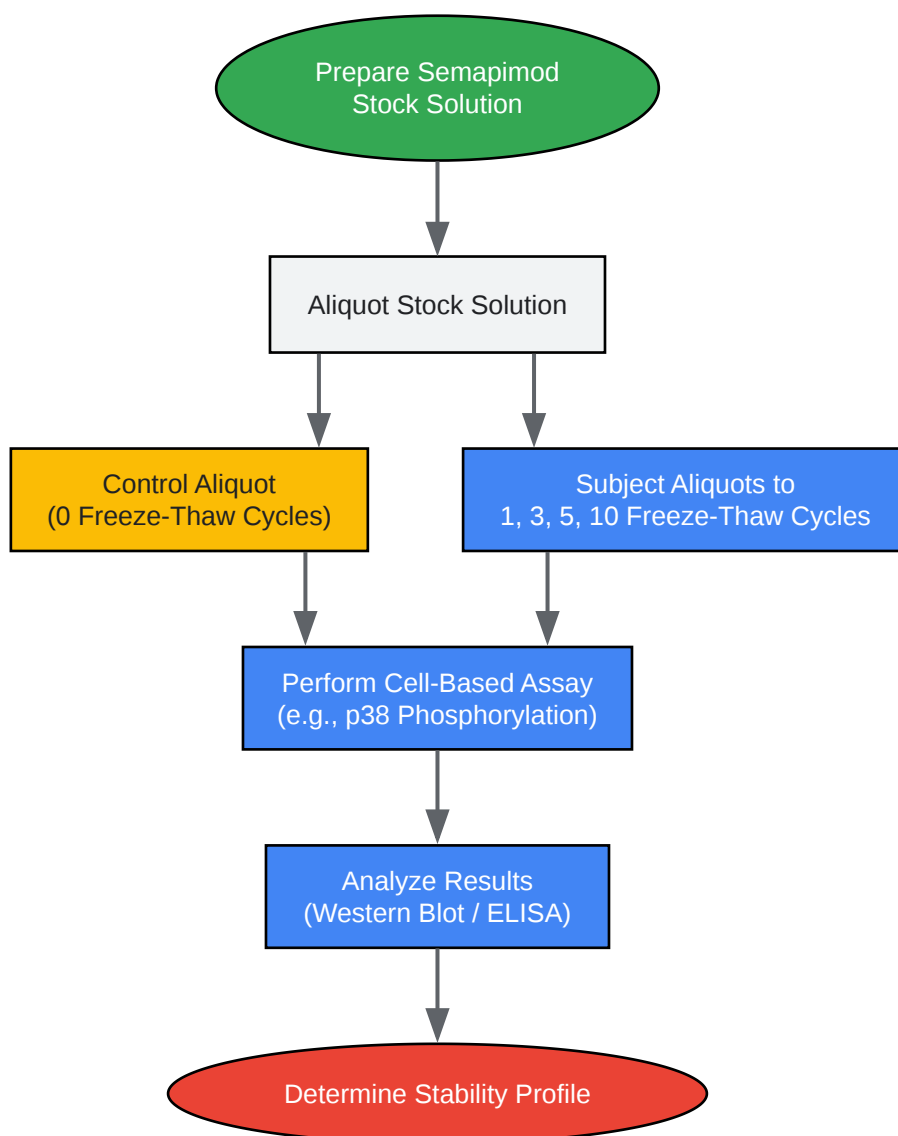 Prepare Semapimod
Stock Solution
Aliquot Stock Solution
Control Aliquot
(0 Freeze-Thaw Cycles)
Subject Aliquots to
1, 3, 5, 10 Freeze-Thaw Cycles
Perform Cell-Based Assay
(e.g., p38 Phosphorylation)
Analyze Results
(Western Blot / ELISA)
Determine Stability Profile